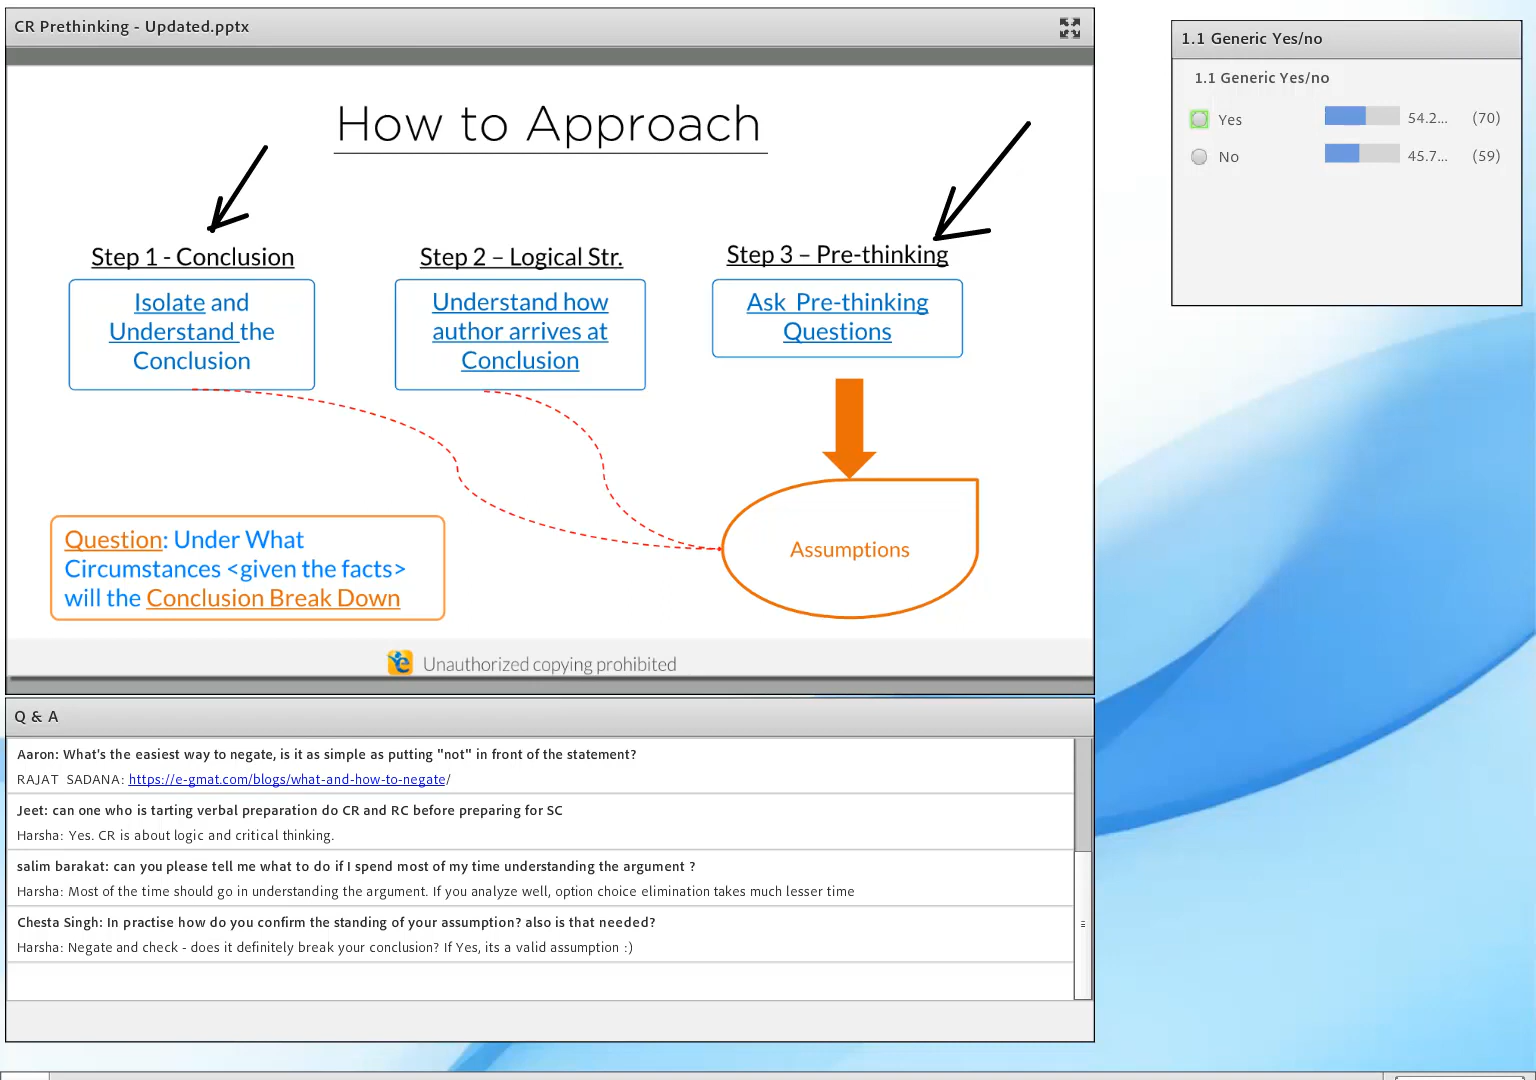 CR Prethinking - Updated.pptx
How to Approach
Step 1 - Conclusion
Isolate and
Understand the
Conclusion
Step 2 – Logical Str.
Understand how
author arrives at
Conclusion
Step 3 – Pre-thinking
Ask Pre-thinking
Questions
Assumptions
Question: Under What
Circumstances <given the facts>
will the Conclusion Break Down
Unauthorized copying prohibited
1.1 Generic Yes/no
1.1 Generic Yes/no
Yes 54.2... (70)
No 45.7... (59)
Q & A
Aaron: What's the easiest way to negate, is it as simple as putting "not" in front of the statement?
RAJAT SADANA: https://e-gmat.com/blogs/what-and-how-to-negate/
Jeet: can one who is tarting verbal preparation do CR and RC before preparing for SC
Harsha: Yes. CR is about logic and critical thinking.
salim barakat: can you please tell me what to do if I spend most of my time understanding the argument ?
Harsha: Most of the time should go in understanding the argument. If you analyze well, option choice elimination takes much lesser time
Chesta Singh: In practise how do you confirm the standing of your assumption? also is that needed?
Harsha: Negate and check - does it definitely break your conclusion? If Yes, its a valid assumption :)